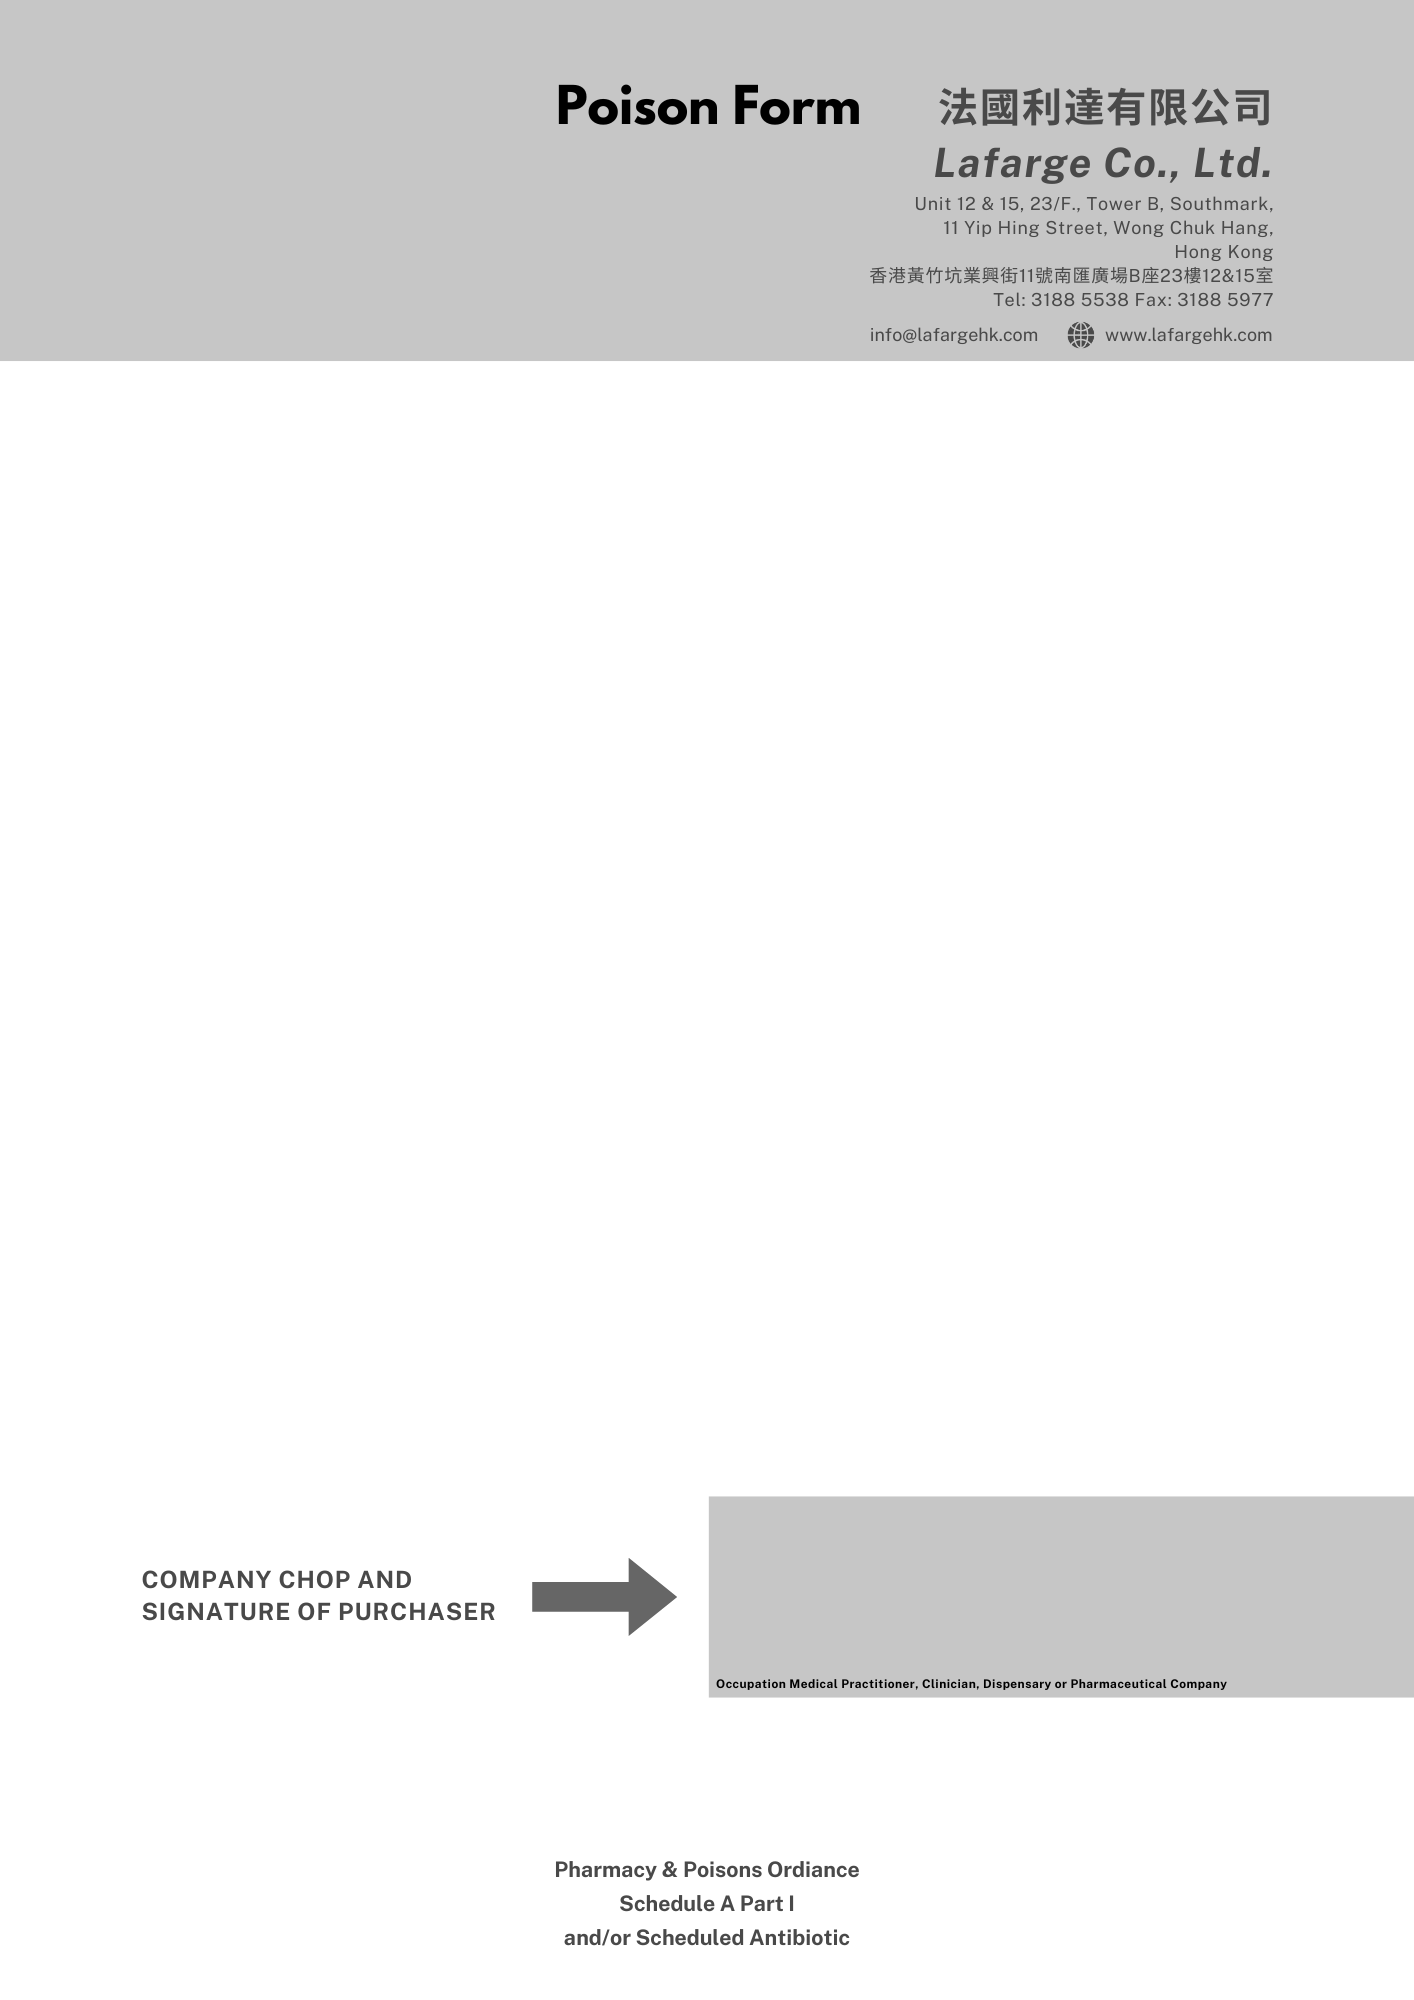 Poison Form
法國利達有限公司
Lafarge Co., Ltd.
Unit 12 & 15, 23/F., Tower B, Southmark,
11 Yip Hing Street, Wong Chuk Hang,
Hong Kong
香港黃竹坑業興街11號南匯廣場B座23樓12&15室
Tel: 3188 5538 Fax: 3188 5977
info@lafargehk.com www.lafargehk.com
COMPANY CHOP AND
SIGNATURE OF PURCHASER
Occupation Medical Practitioner, Clinician, Dispensary or Pharmaceutical Company
Pharmacy & Poisons Ordiance
Schedule A Part I
and/or Scheduled Antibiotic